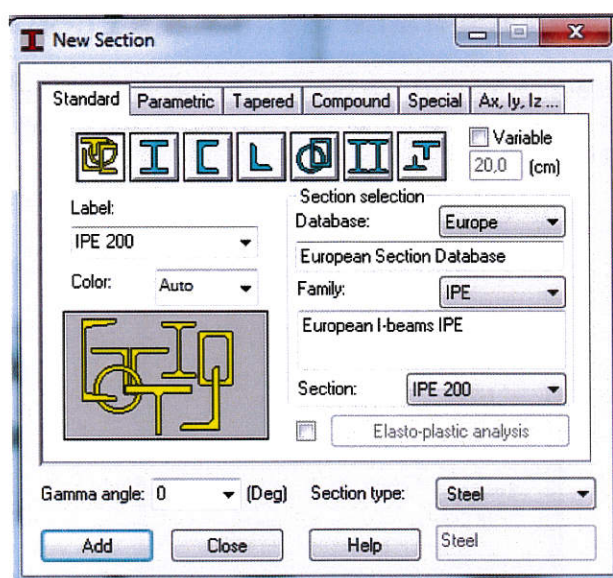 New Section
Standard Parametric Tapered Compound Special Ax, Iy, Iz ...
Variable
20,0 (cm)
Label:
IPE 200
Color: Auto
Section selection
Database: Europe
European Section Database
Family: IPE
European I-beams IPE
Section: IPE 200
Elasto-plastic analysis
Gamma angle: 0 (Deg) Section type: Steel
Add Close Help Steel